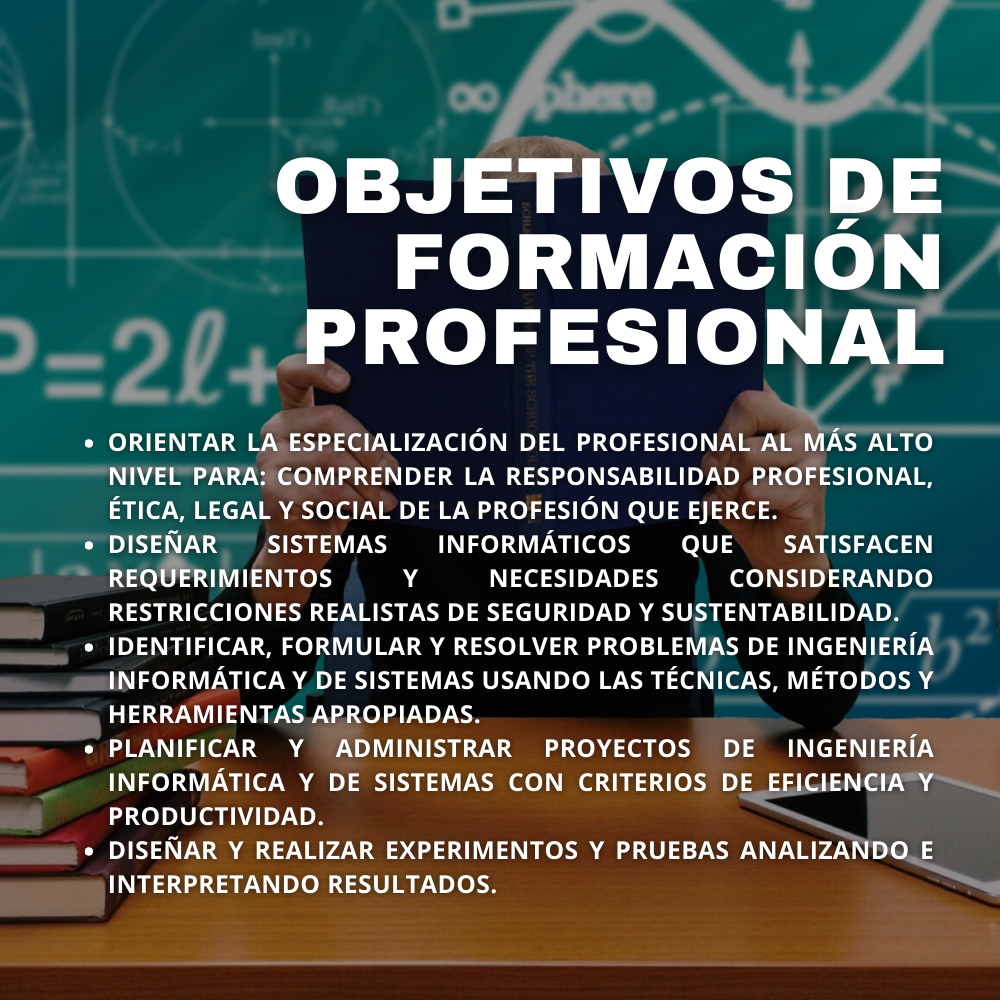 ∞ sphere
P=2ℓ+
OBJETIVOS DE
FORMACIÓN
PROFESIONAL
• ORIENTAR LA ESPECIALIZACIÓN DEL PROFESIONAL AL MÁS ALTO
NIVEL PARA: COMPRENDER LA RESPONSABILIDAD PROFESIONAL,
ÉTICA, LEGAL Y SOCIAL DE LA PROFESIÓN QUE EJERCE.
• DISEÑAR SISTEMAS INFORMÁTICOS QUE SATISFACEN
REQUERIMIENTOS Y NECESIDADES CONSIDERANDO
RESTRICCIONES REALISTAS DE SEGURIDAD Y SUSTENTABILIDAD.
• IDENTIFICAR, FORMULAR Y RESOLVER PROBLEMAS DE INGENIERÍA
INFORMÁTICA Y DE SISTEMAS USANDO LAS TÉCNICAS, MÉTODOS Y
HERRAMIENTAS APROPIADAS.
b²
• PLANIFICAR Y ADMINISTRAR PROYECTOS DE INGENIERÍA
INFORMÁTICA Y DE SISTEMAS CON CRITERIOS DE EFICIENCIA Y
PRODUCTIVIDAD.
• DISEÑAR Y REALIZAR EXPERIMENTOS Y PRUEBAS ANALIZANDO E
INTERPRETANDO RESULTADOS.